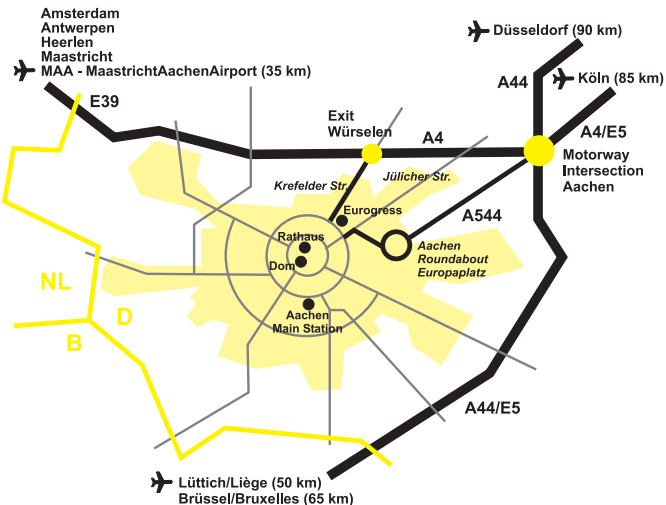 Amsterdam
Antwerpen
Heerlen
Maastricht
MAA - MaastrichtAachenAirport (35 km)
E39
Düsseldorf (90 km)
A44
Köln (85 km)
A4/E5
Exit
Würselen
A4
Motorway
Intersection
Aachen
Krefelder Str.
Jülicher Str.
Eurogress
A544
Rathaus
Dom
Aachen
Roundabout
Europaplatz
NL
D
B
Aachen
Main Station
A44/E5
Lüttich/Liège (50 km)
Brüssel/Bruxelles (65 km)